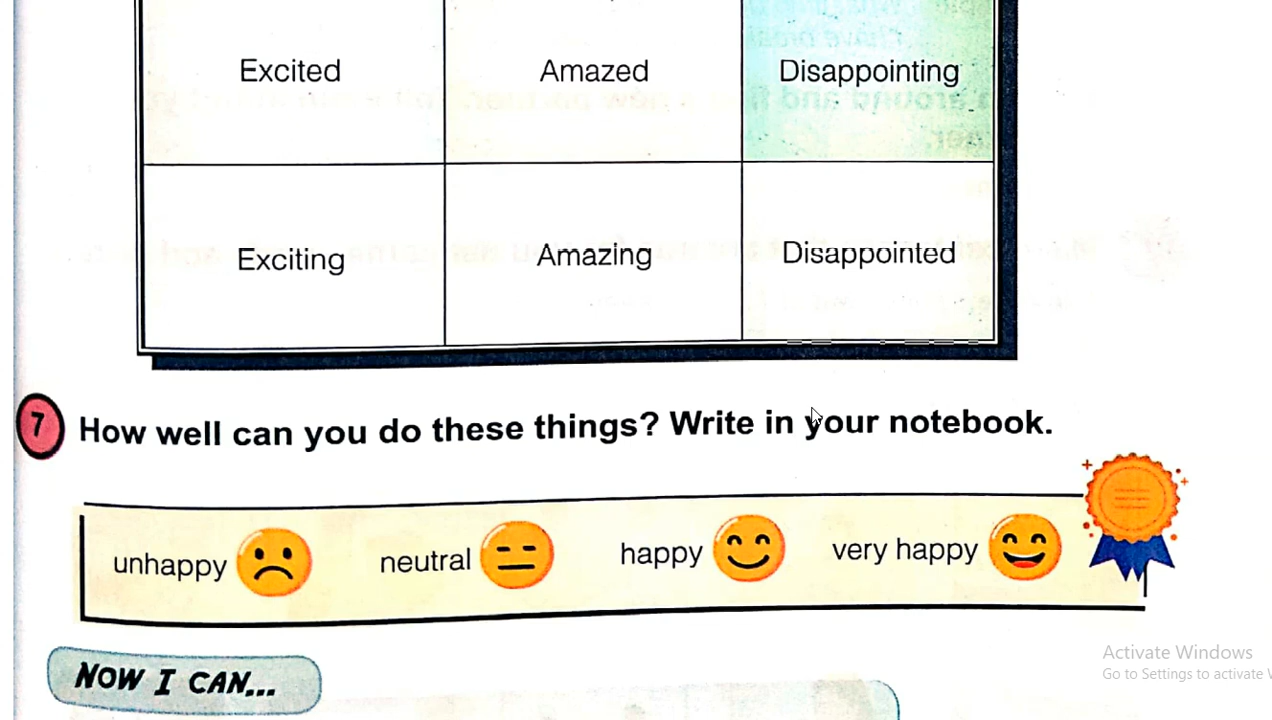 Excited Amazed Disappointing
Exciting Amazing Disappointed
7 How well can you do these things? Write in your notebook.
unhappy neutral happy very happy
NOW I CAN...
Activate Windows
Go to Settings to activate